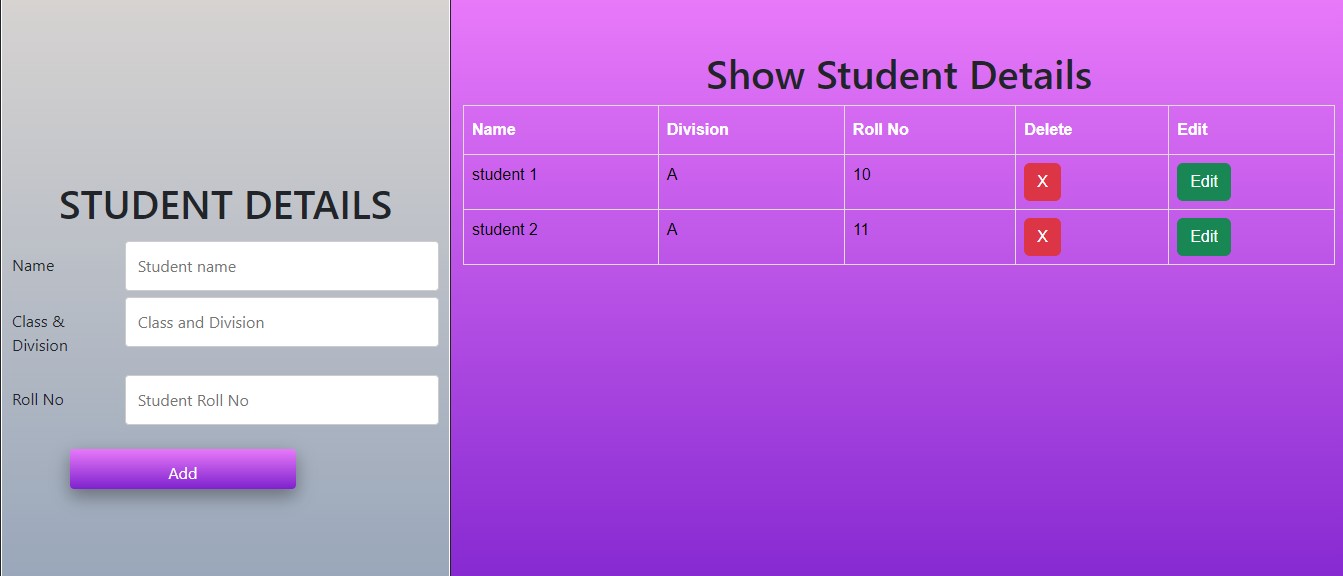 STUDENT DETAILS
Name
Student name
Class &
Division
Class and Division
Roll No
Student Roll No
Add
Show Student Details
Name Division Roll No Delete Edit
student 1 A 10 X Edit
student 2 A 11 X Edit